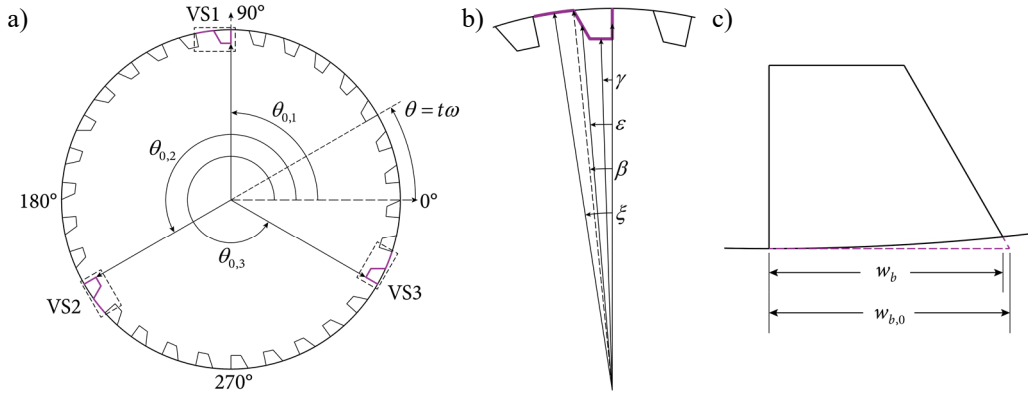 a)
VS1
90°
θ = tω
θ0,1
θ0,2
180°
0°
θ0,3
VS2
VS3
270°
b)
γ
ε
β
ξ
c)
wb
wb,0